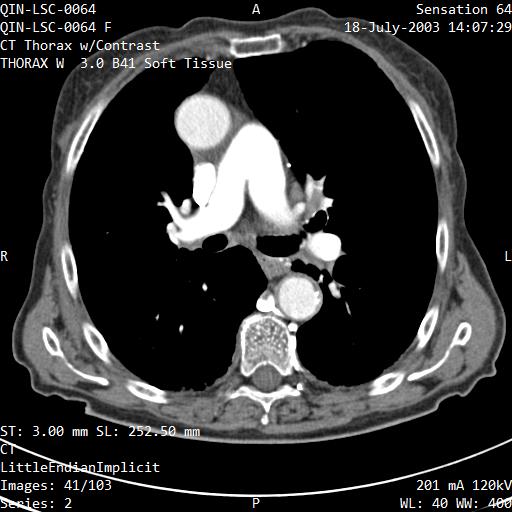 QIN-LSC-0064
A
Sensation 64
QIN-LSC-0064 F
18-July-2003 14:07:29
CT Thorax w/Contrast
THORAX W  3.0 B41 Soft Tissue
R
L
ST: 3.00 mm SL: 252.50 mm
CT
LittleEndianImplicit
Images: 41/103
201 mA 120kV
Series: 2
P
WL: 40 WW: 400